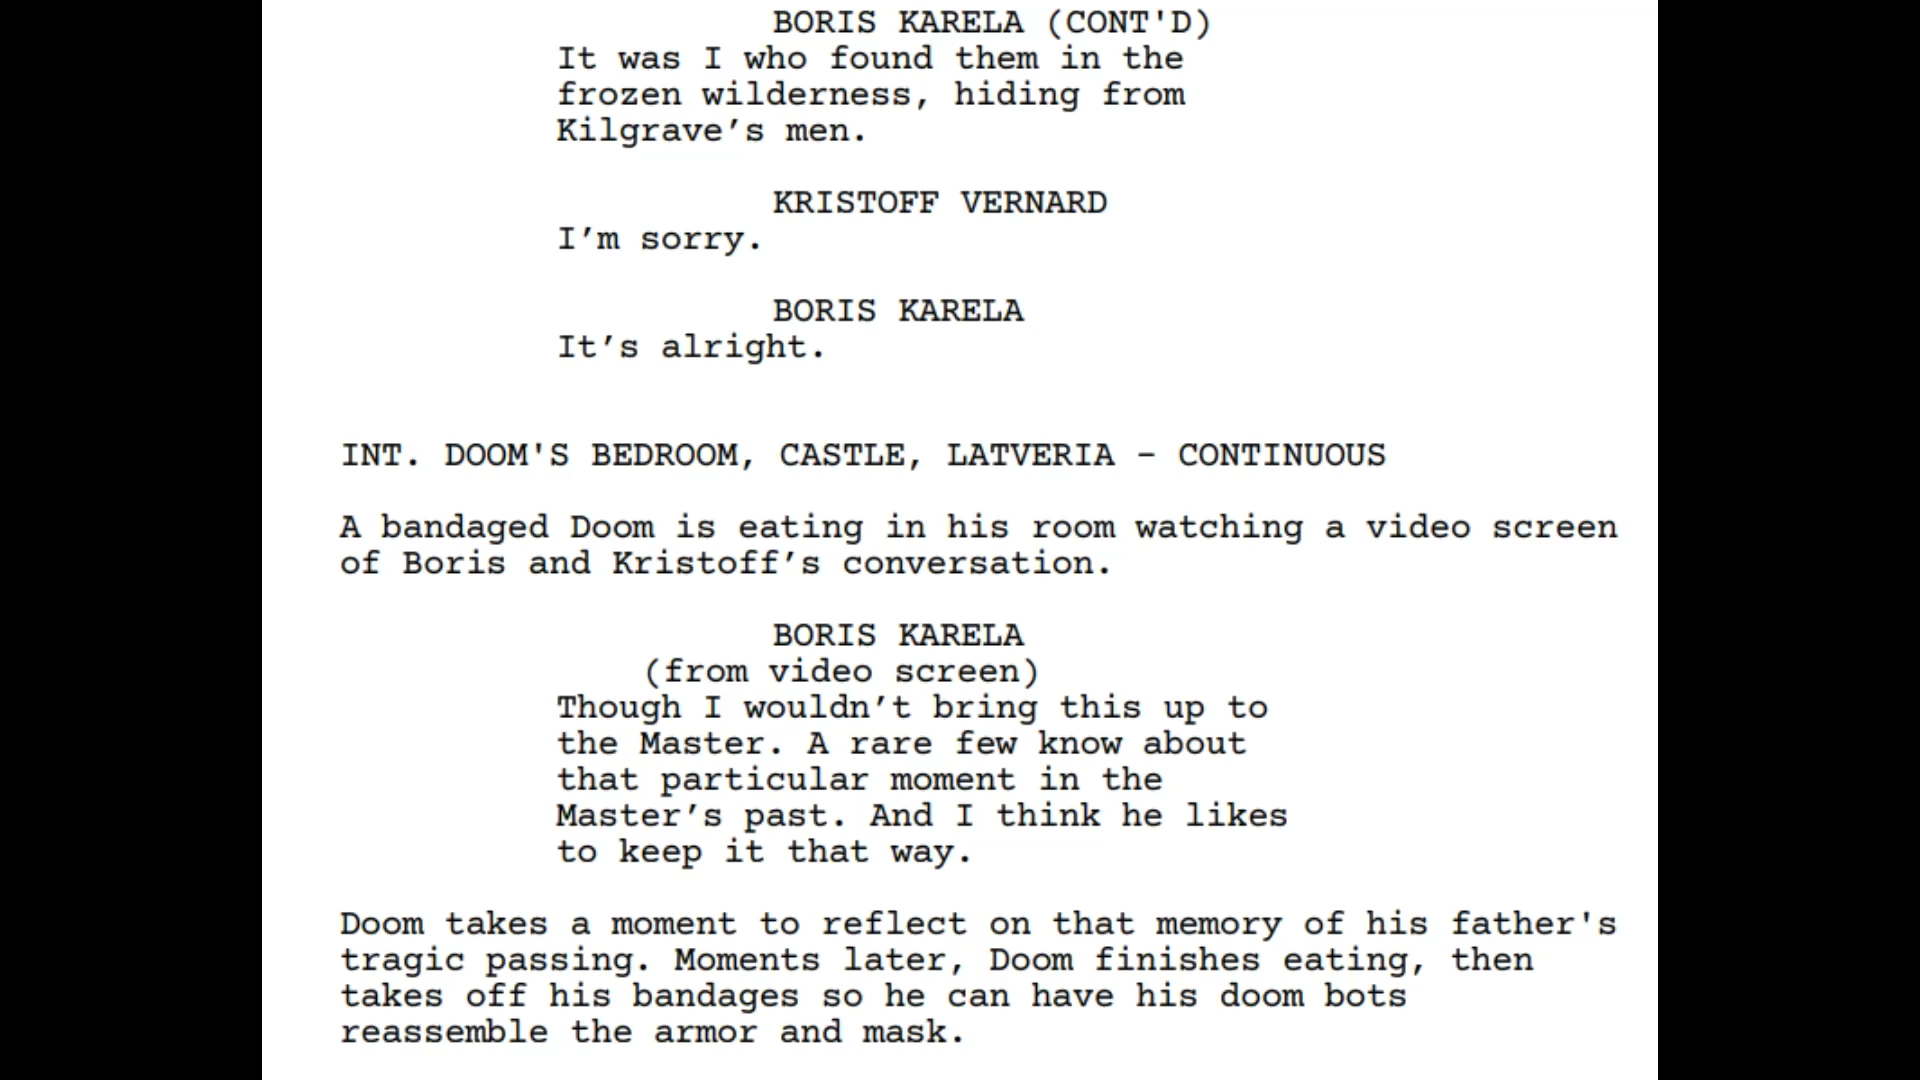 BORIS KARELA (CONT'D)
It was I who found them in the
frozen wilderness, hiding from
Kilgrave’s men.
KRISTOFF VERNARD
I’m sorry.
BORIS KARELA
It’s alright.
INT. DOOM'S BEDROOM, CASTLE, LATVERIA - CONTINUOUS
A bandaged Doom is eating in his room watching a video screen
of Boris and Kristoff’s conversation.
BORIS KARELA
(from video screen)
Though I wouldn’t bring this up to
the Master. A rare few know about
that particular moment in the
Master’s past. And I think he likes
to keep it that way.
Doom takes a moment to reflect on that memory of his father's
tragic passing. Moments later, Doom finishes eating, then
takes off his bandages so he can have his doom bots
reassemble the armor and mask.